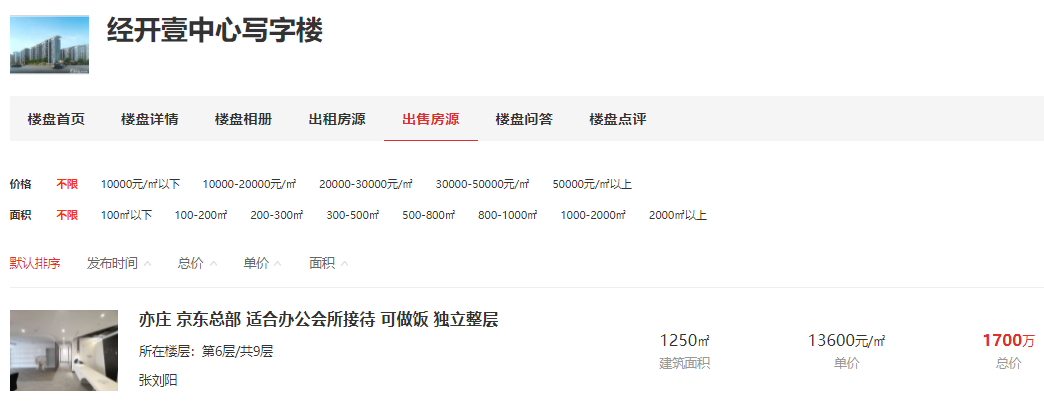 经开壹中心写字楼
楼盘首页 楼盘详情 楼盘相册 出租房源 出售房源 楼盘问答 楼盘点评
价格 不限 10000元/㎡以下 10000-20000元/㎡ 20000-30000元/㎡ 30000-50000元/㎡ 50000元/㎡以上
面积 不限 100㎡以下 100-200㎡ 200-300㎡ 300-500㎡ 500-800㎡ 800-1000㎡ 1000-2000㎡ 2000㎡以上
默认排序 发布时间 总价 单价 面积
亦庄 京东总部 适合办公会所接待 可做饭 独立整层
所在楼层：第6层/共9层
张刘阳
1250㎡ 13600元/㎡ 1700万
建筑面积 单价 总价